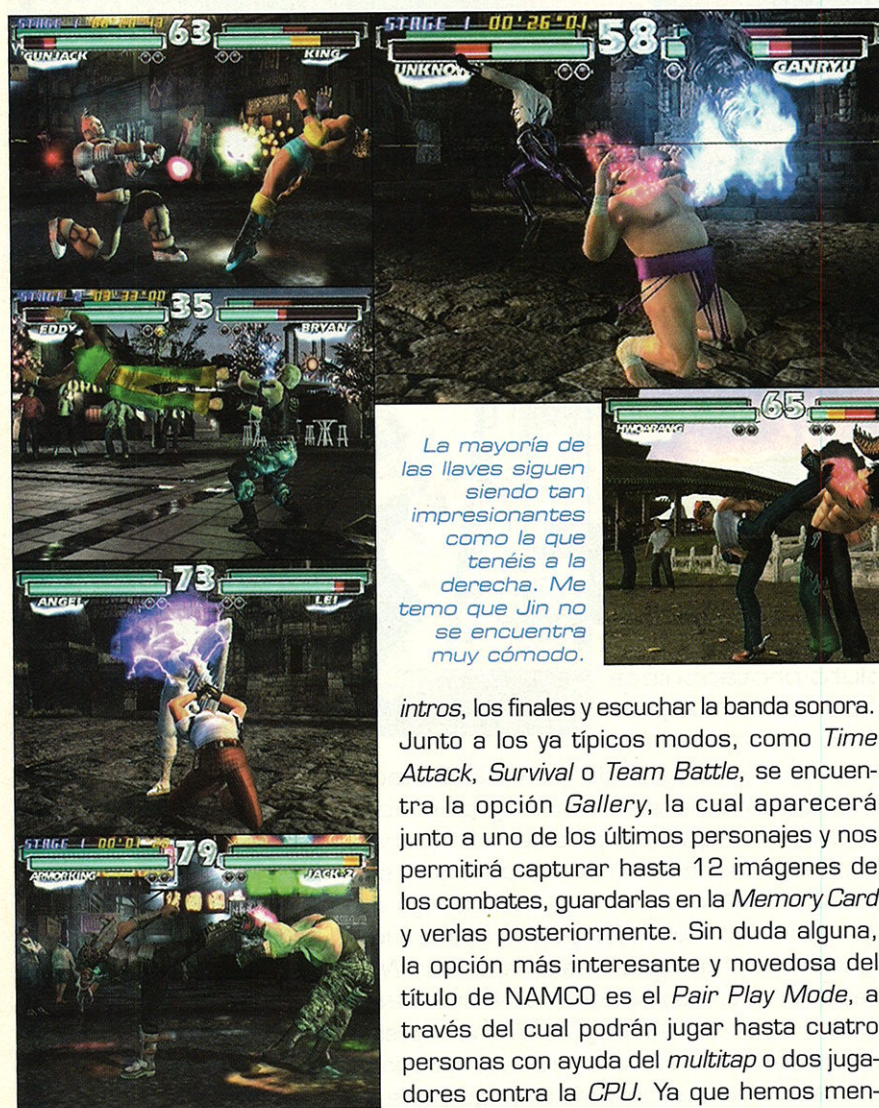 STAGE 1
63
GUNJACK
KING
STAGE 1 00'26"01
58
UNKNOW
GANRYU
STAGE 2 03'33"00
35
EDDY
BRYAN
73
ANGEL
LEI
STAGE 1
79
ARMOR KING
JACK-2
65
HWOARANG
La mayoría de
las llaves siguen
siendo tan
impresionantes
como la que
tenéis a la
derecha. Me
temo que Jin no
se encuentra
muy cómodo.
intros, los finales y escuchar la banda sonora.
Junto a los ya típicos modos, como Time
Attack, Survival o Team Battle, se encuen-
tra la opción Gallery, la cual aparecerá
junto a uno de los últimos personajes y nos
permitirá capturar hasta 12 imágenes de
los combates, guardarlas en la Memory Card
y verlas posteriormente. Sin duda alguna,
la opción más interesante y novedosa del
título de NAMCO es el Pair Play Mode, a
través del cual podrán jugar hasta cuatro
personas con ayuda del multitap o dos juga-
dores contra la CPU. Ya que hemos men-